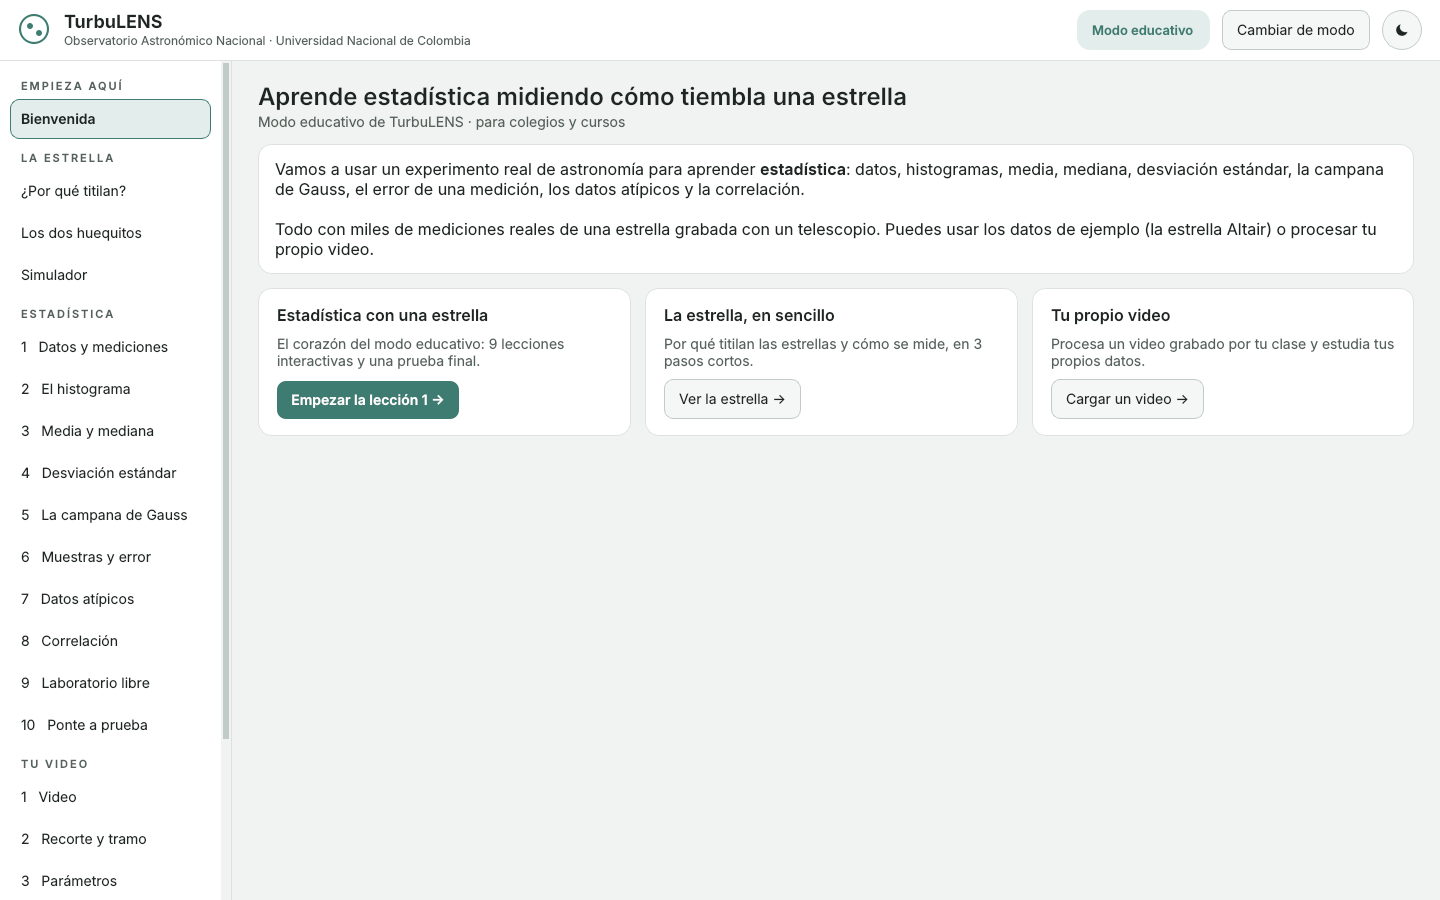 TurbuLENS
Observatorio Astronómico Nacional · Universidad Nacional de Colombia
Modo educativo
Cambiar de modo
EMPIEZA AQUÍ
Bienvenida
LA ESTRELLA
¿Por qué titilan?
Los dos huequitos
Simulador
ESTADÍSTICA
1 Datos y mediciones
2 El histograma
3 Media y mediana
4 Desviación estándar
5 La campana de Gauss
6 Muestras y error
7 Datos atípicos
8 Correlación
9 Laboratorio libre
10 Ponte a prueba
TU VIDEO
1 Video
2 Recorte y tramo
3 Parámetros
Aprende estadística midiendo cómo tiembla una estrella
Modo educativo de TurbuLENS · para colegios y cursos
Vamos a usar un experimento real de astronomía para aprender estadística: datos, histogramas, media, mediana, desviación estándar, la campana
de Gauss, el error de una medición, los datos atípicos y la correlación.
Todo con miles de mediciones reales de una estrella grabada con un telescopio. Puedes usar los datos de ejemplo (la estrella Altair) o procesar tu
propio video.
Estadística con una estrella
El corazón del modo educativo: 9 lecciones
interactivas y una prueba final.
Empezar la lección 1 →
La estrella, en sencillo
Por qué titilan las estrellas y cómo se mide, en 3
pasos cortos.
Ver la estrella →
Tu propio video
Procesa un video grabado por tu clase y estudia tus
propios datos.
Cargar un video →